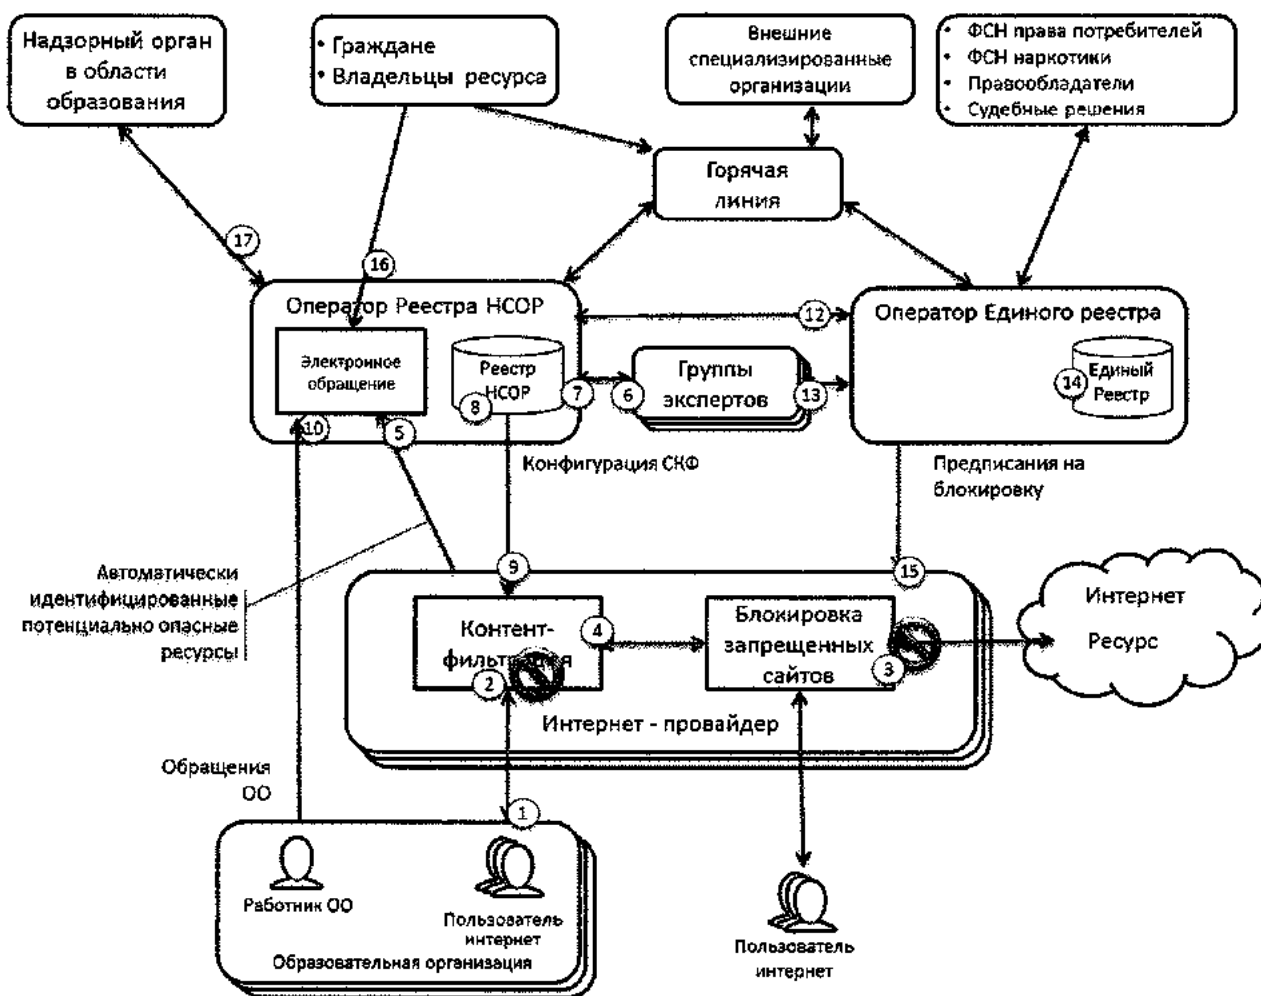 Надзорный орган
в области
образования
• Граждане
• Владельцы ресурса
Внешние
специализированные
организации
• ФСН права потребителей
• ФСН наркотики
• Правообладатели
• Судебные решения
Горячая
линия
17
16
Оператор Реестра НСОР
Электронное
обращение
Реестр
НСОР
8
7
10
5
12
Группы
экспертов
6
13
Оператор Единого реестра
14
Единый
Реестр
Конфигурация СКФ
Предписания на
блокировку
Автоматически
идентифицированные
потенциально опасные
ресурсы
9
15
Контент-
фильтрация
4
2
Блокировка
запрещенных
сайтов
3
Интернет
Ресурс
Интернет - провайдер
Обращения
ОО
1
Работник ОО
Пользователь
интернет
Образовательная организация
Пользователь
интернет